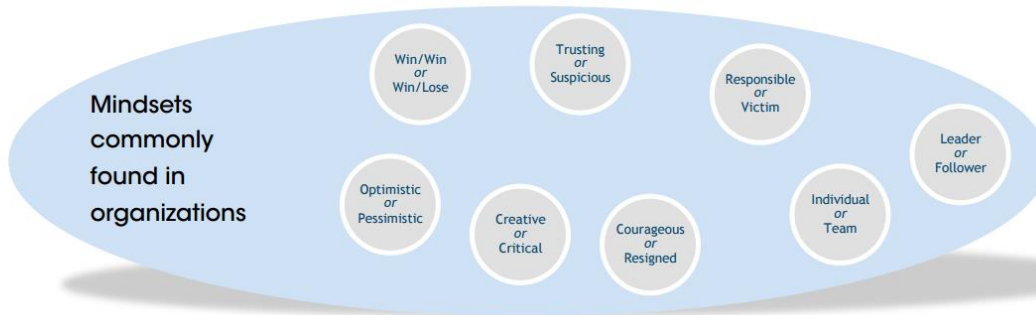 Mindsets
commonly
found in
organizations
Win/Win
or
Win/Lose
Trusting
or
Suspicious
Responsible
or
Victim
Leader
or
Follower
Optimistic
or
Pessimistic
Creative
or
Critical
Courageous
or
Resigned
Individual
or
Team